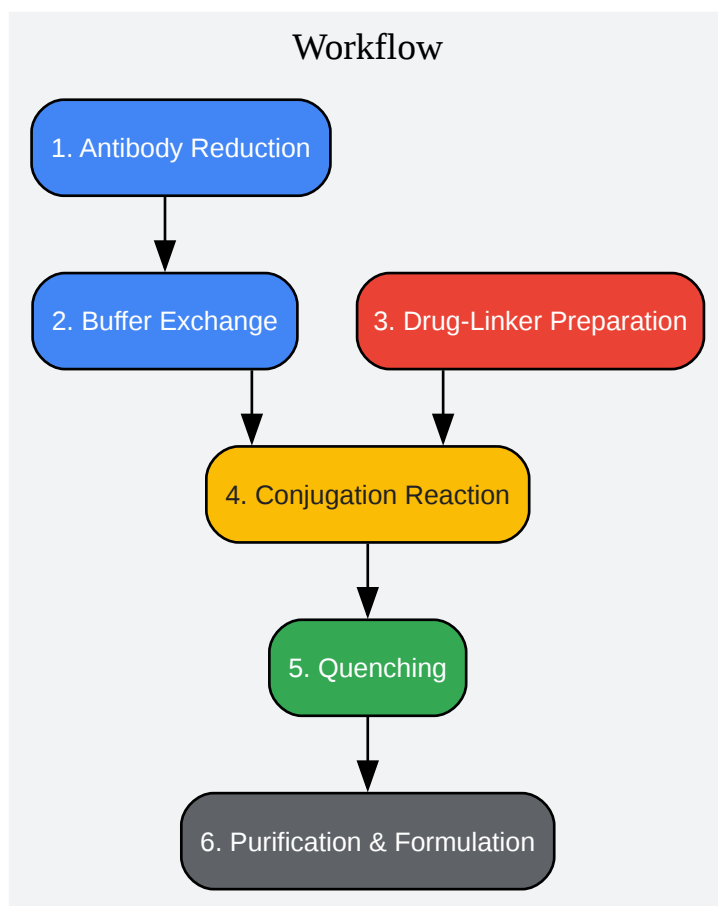 Workflow
1. Antibody Reduction
2. Buffer Exchange
3. Drug-Linker Preparation
4. Conjugation Reaction
5. Quenching
6. Purification & Formulation